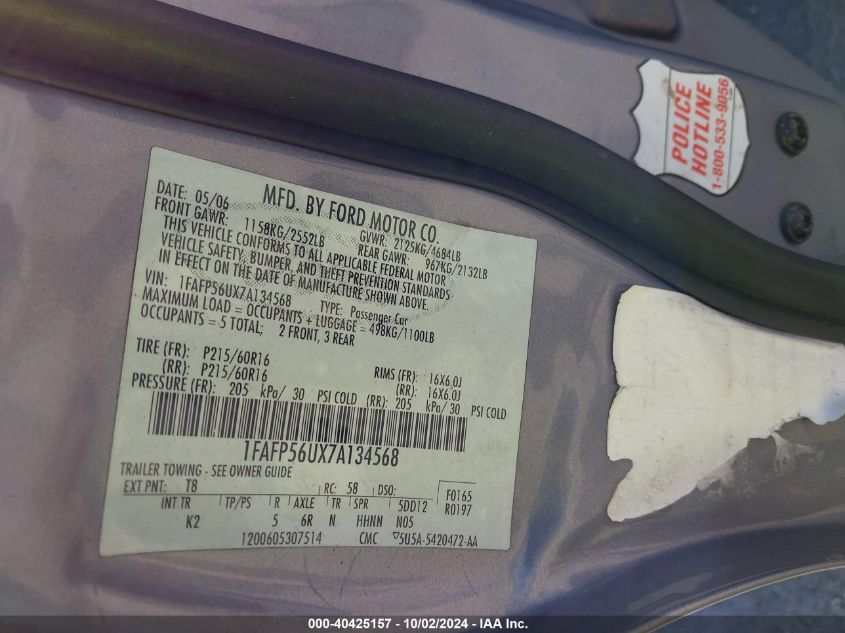 MFD. BY FORD MOTOR CO.
DATE: 05/06 GVWR: 2125KG/4684LB
FRONT GAWR: 1158KG/2552LB REAR GAWR: 967KG/2132LB
THIS VEHICLE CONFORMS TO ALL APPLICABLE FEDERAL MOTOR
VEHICLE SAFETY, BUMPER, AND THEFT PREVENTION STANDARDS
IN EFFECT ON THE DATE OF MANUFACTURE SHOWN ABOVE.
VIN: 1FAFP56UX7A134568 TYPE: Passenger Car
MAXIMUM LOAD = OCCUPANTS + LUGGAGE = 498KG/1100LB
OCCUPANTS = 5 TOTAL; 2 FRONT, 3 REAR
TIRE (FR): P215/60R16 RIMS (FR): 16X6.0J
(RR): P215/60R16 (RR): 16X6.0J
PRESSURE (FR): 205 kPa/ 30 PSI COLD (RR): 205 kPa/ 30 PSI COLD
1FAFP56UX7A134568
TRAILER TOWING - SEE OWNER GUIDE
EXT PNT: T8 RC: 58 DSO: F0165
INT TR TP/PS R AXLE TR SPR 5DD12 R0197
K2 5 6R N HHNN N05
1200605307514 CMC ▽5U5A-5420472-AA
POLICE
HOTLINE
1-800-533-9056
000-40425157 - 10/02/2024 - IAA Inc.